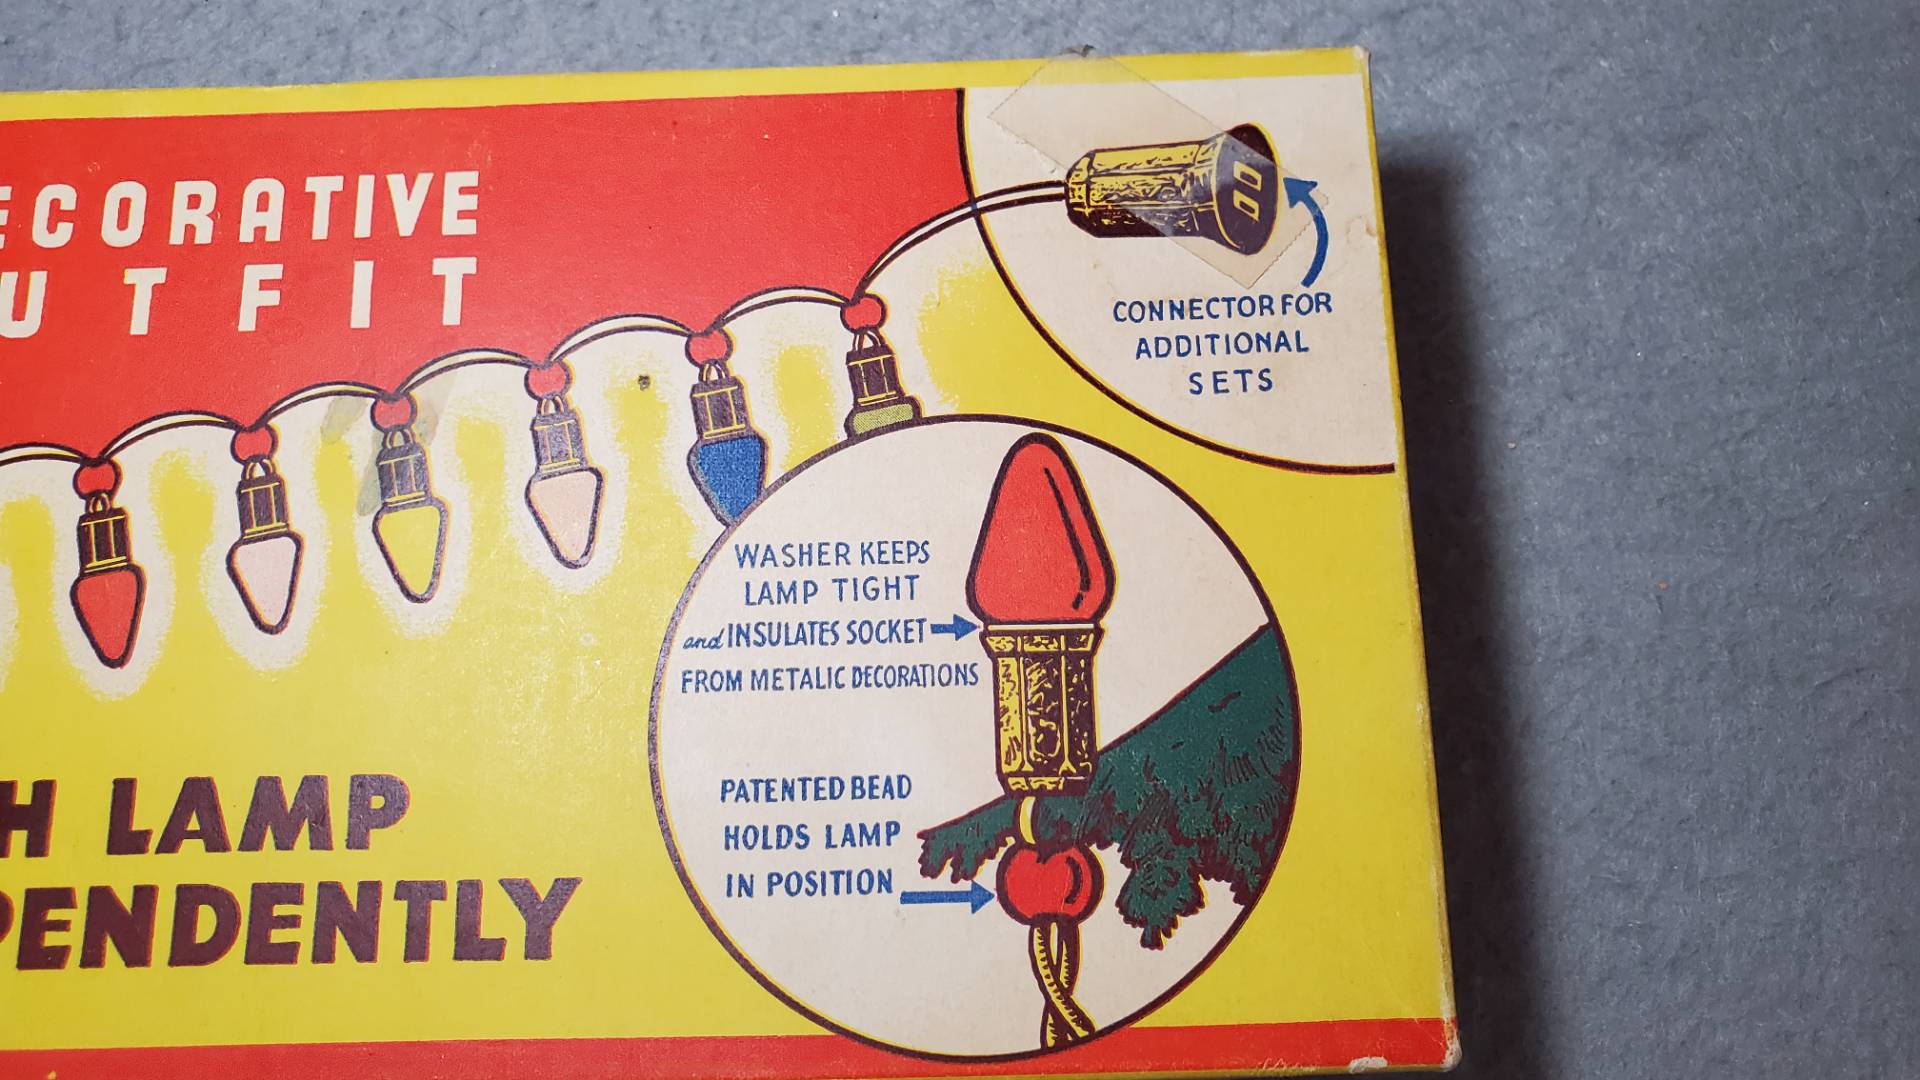 ECORATIVE
UTFIT
CONNECTOR FOR
ADDITIONAL
SETS
WASHER KEEPS
LAMP TIGHT
and INSULATES SOCKET
FROM METALIC DECORATIONS
PATENTED BEAD
HOLDS LAMP
IN POSITION
H LAMP
PENDENTLY